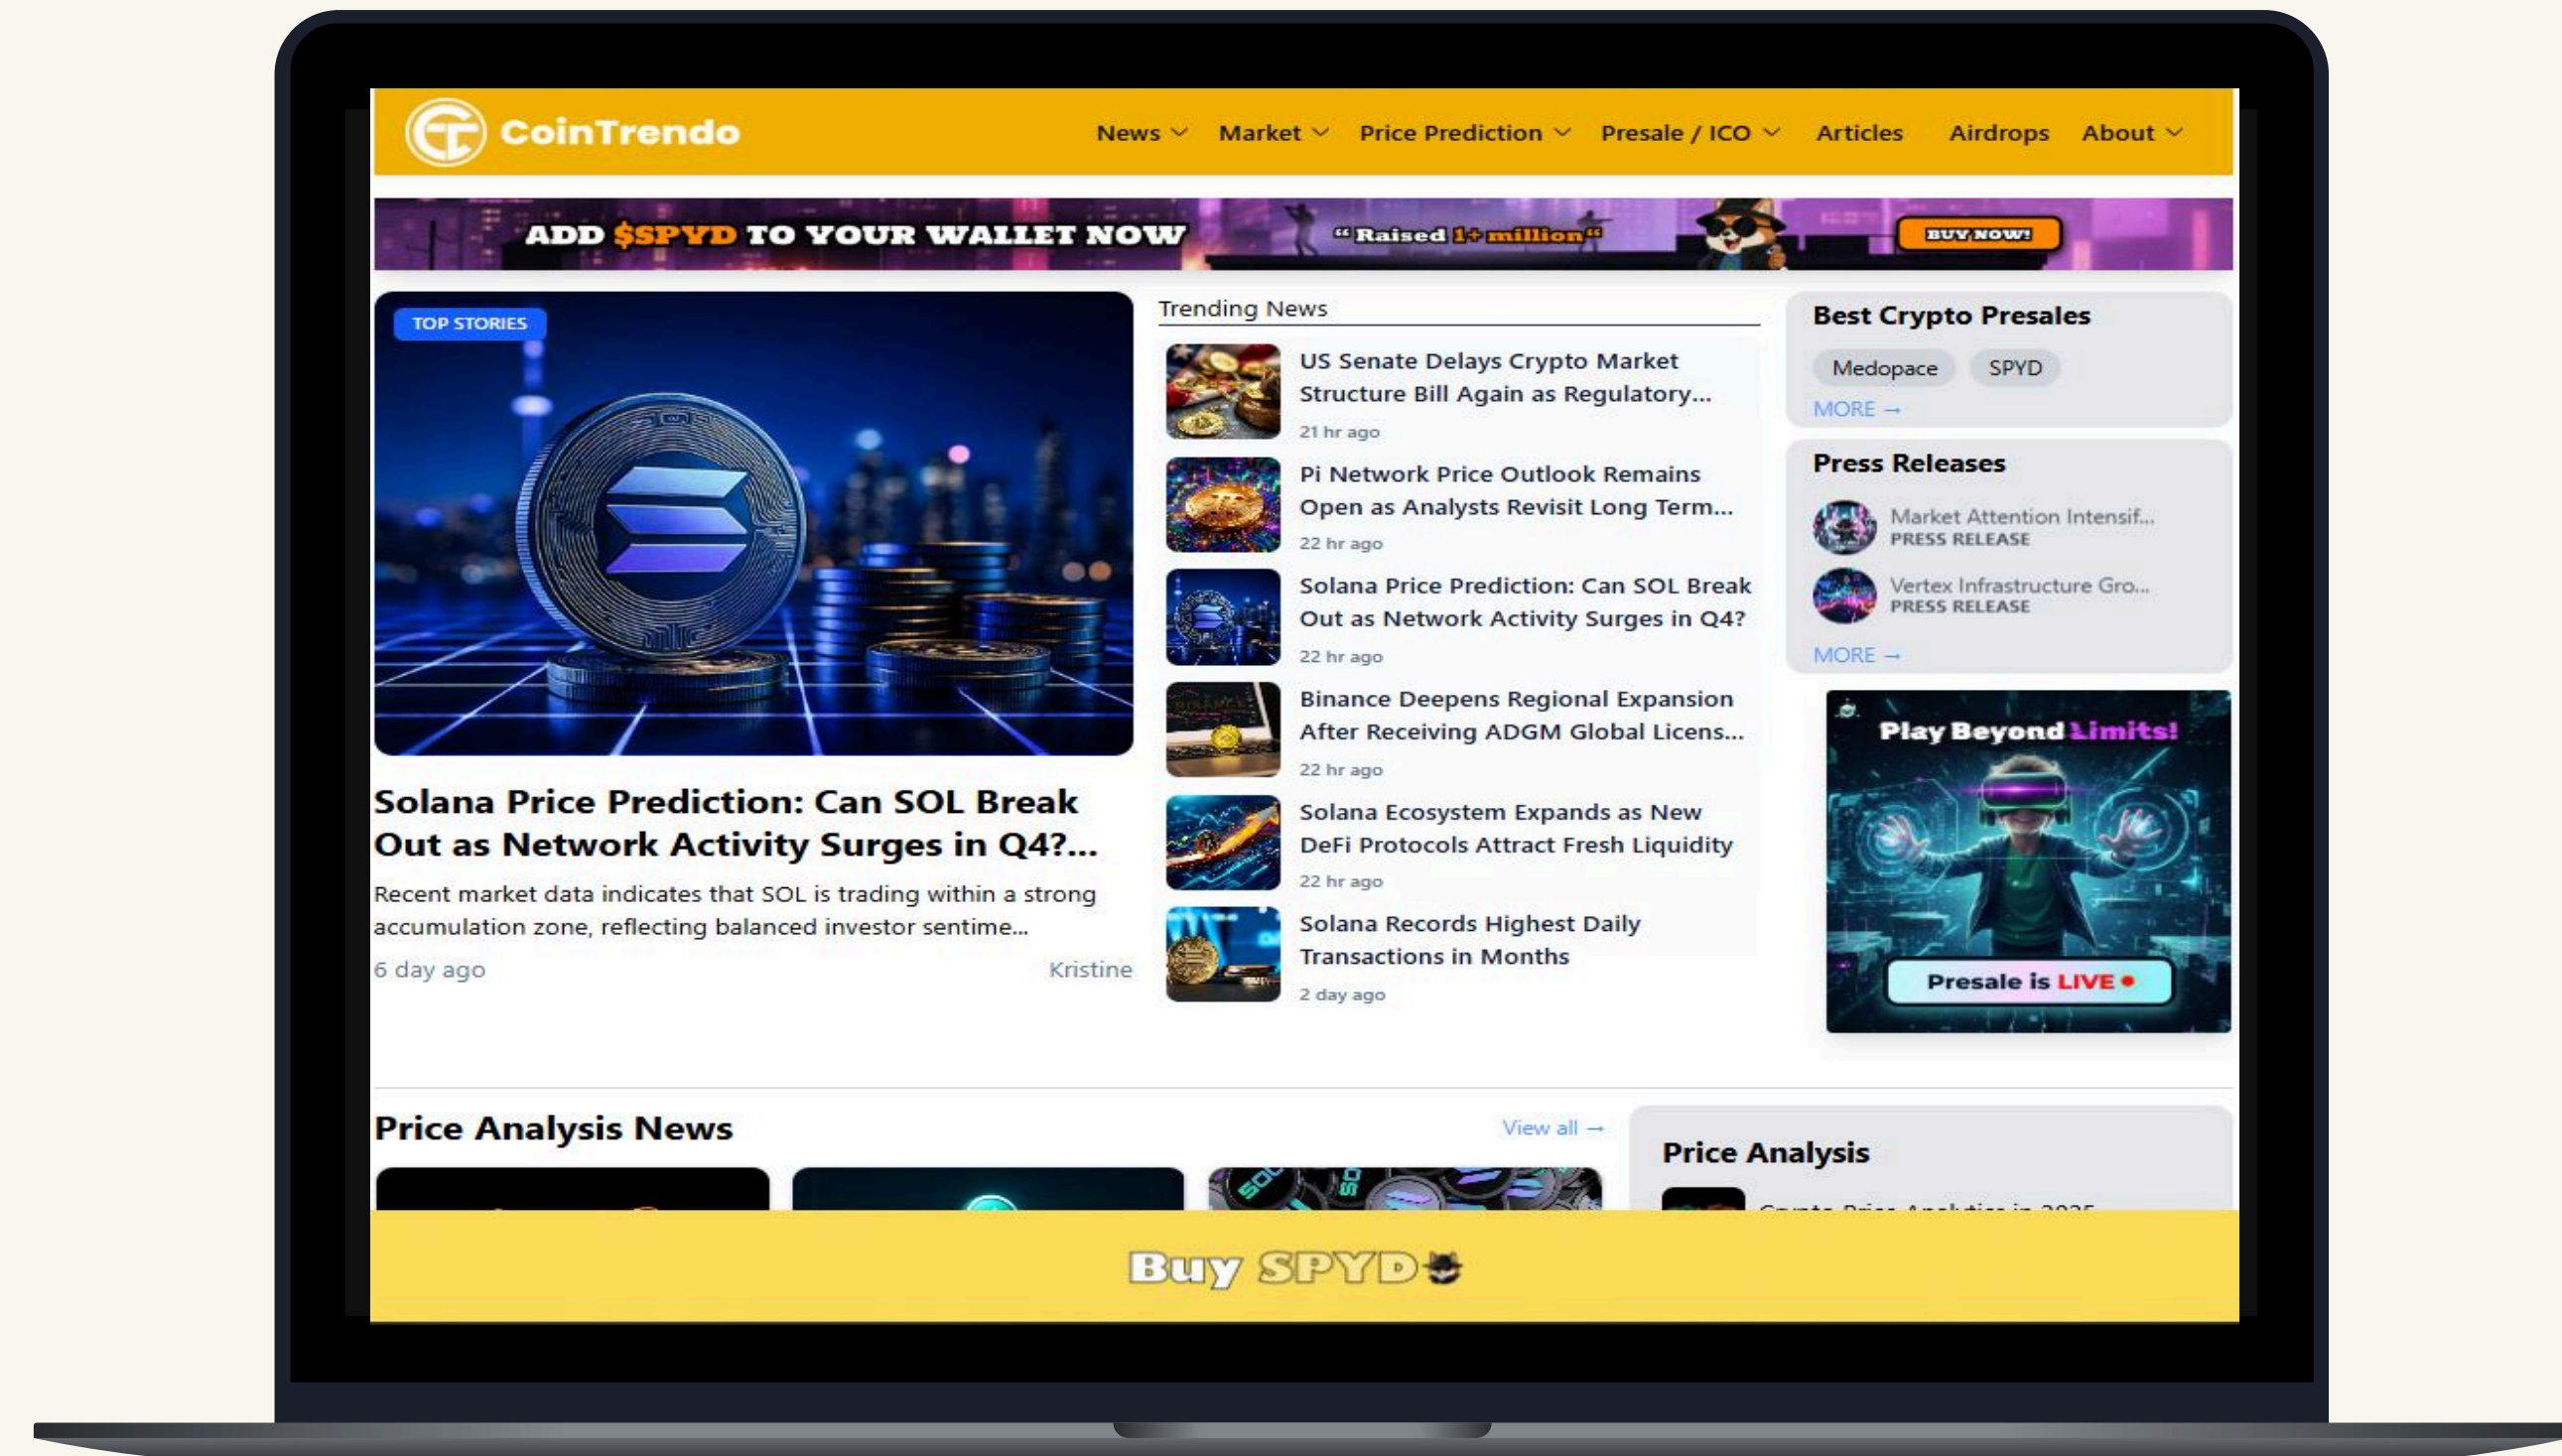 CoinTrendo
News Market Price Prediction Presale / ICO Articles Airdrops About
ADD $SPYD TO YOUR WALLET NOW
“Raised 1+ million“
BUY NOW!
TOP STORIES
Solana Price Prediction: Can SOL Break
Out as Network Activity Surges in Q4?...
Recent market data indicates that SOL is trading within a strong
accumulation zone, reflecting balanced investor sentime...
6 day ago
Kristine
Trending News
US Senate Delays Crypto Market
Structure Bill Again as Regulatory...
21 hr ago
Pi Network Price Outlook Remains
Open as Analysts Revisit Long Term...
22 hr ago
Solana Price Prediction: Can SOL Break
Out as Network Activity Surges in Q4?
22 hr ago
Binance Deepens Regional Expansion
After Receiving ADGM Global Licens...
22 hr ago
Solana Ecosystem Expands as New
DeFi Protocols Attract Fresh Liquidity
22 hr ago
Solana Records Highest Daily
Transactions in Months
2 day ago
Best Crypto Presales
Medopace SPYD
MORE →
Press Releases
Market Attention Intensif...
PRESS RELEASE
Vertex Infrastructure Gro...
PRESS RELEASE
MORE →
Play Beyond Limits!
Presale is LIVE
Price Analysis News
View all →
SOL
Price Analysis
Buy SPYD